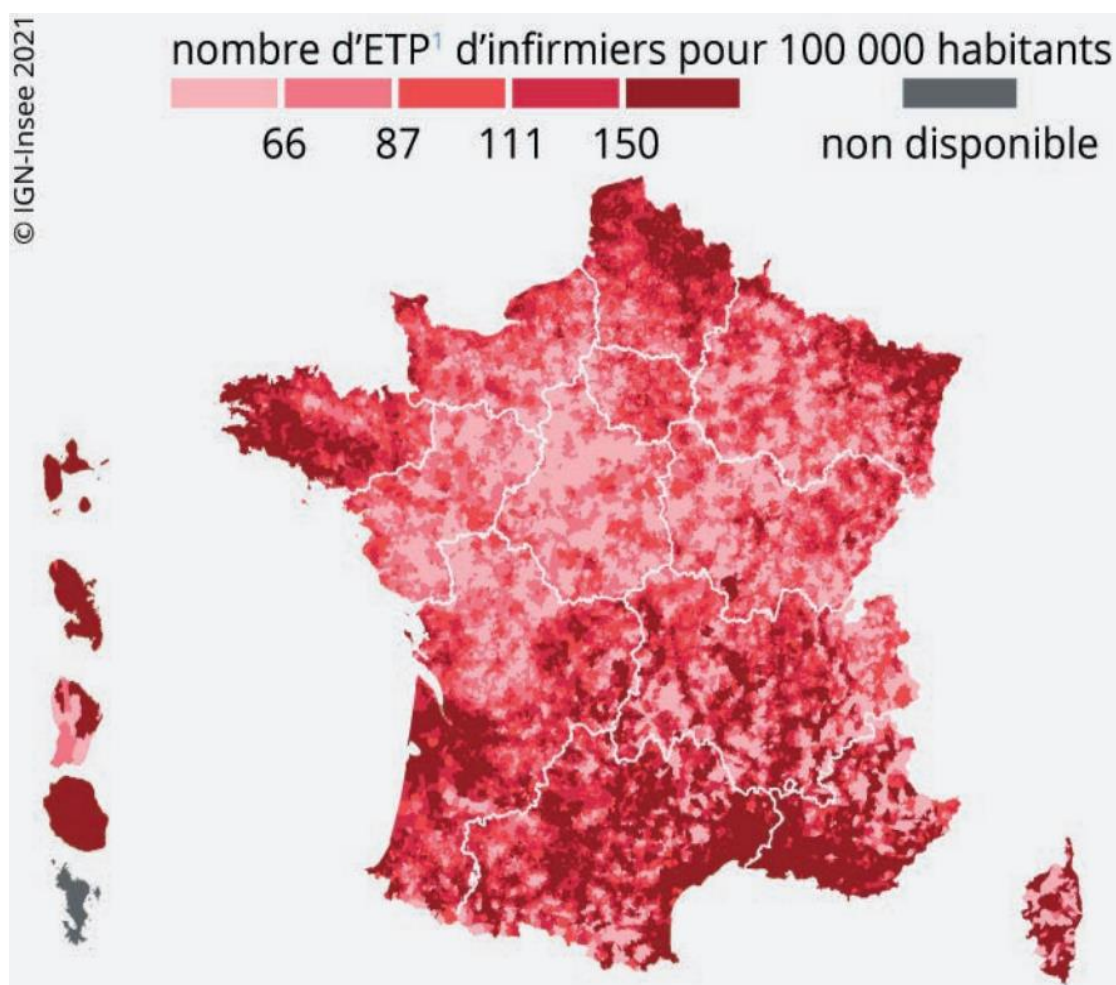 © IGN-Insee 2021
nombre d'ETP¹ d'infirmiers pour 100 000 habitants
66 87 111 150 non disponible